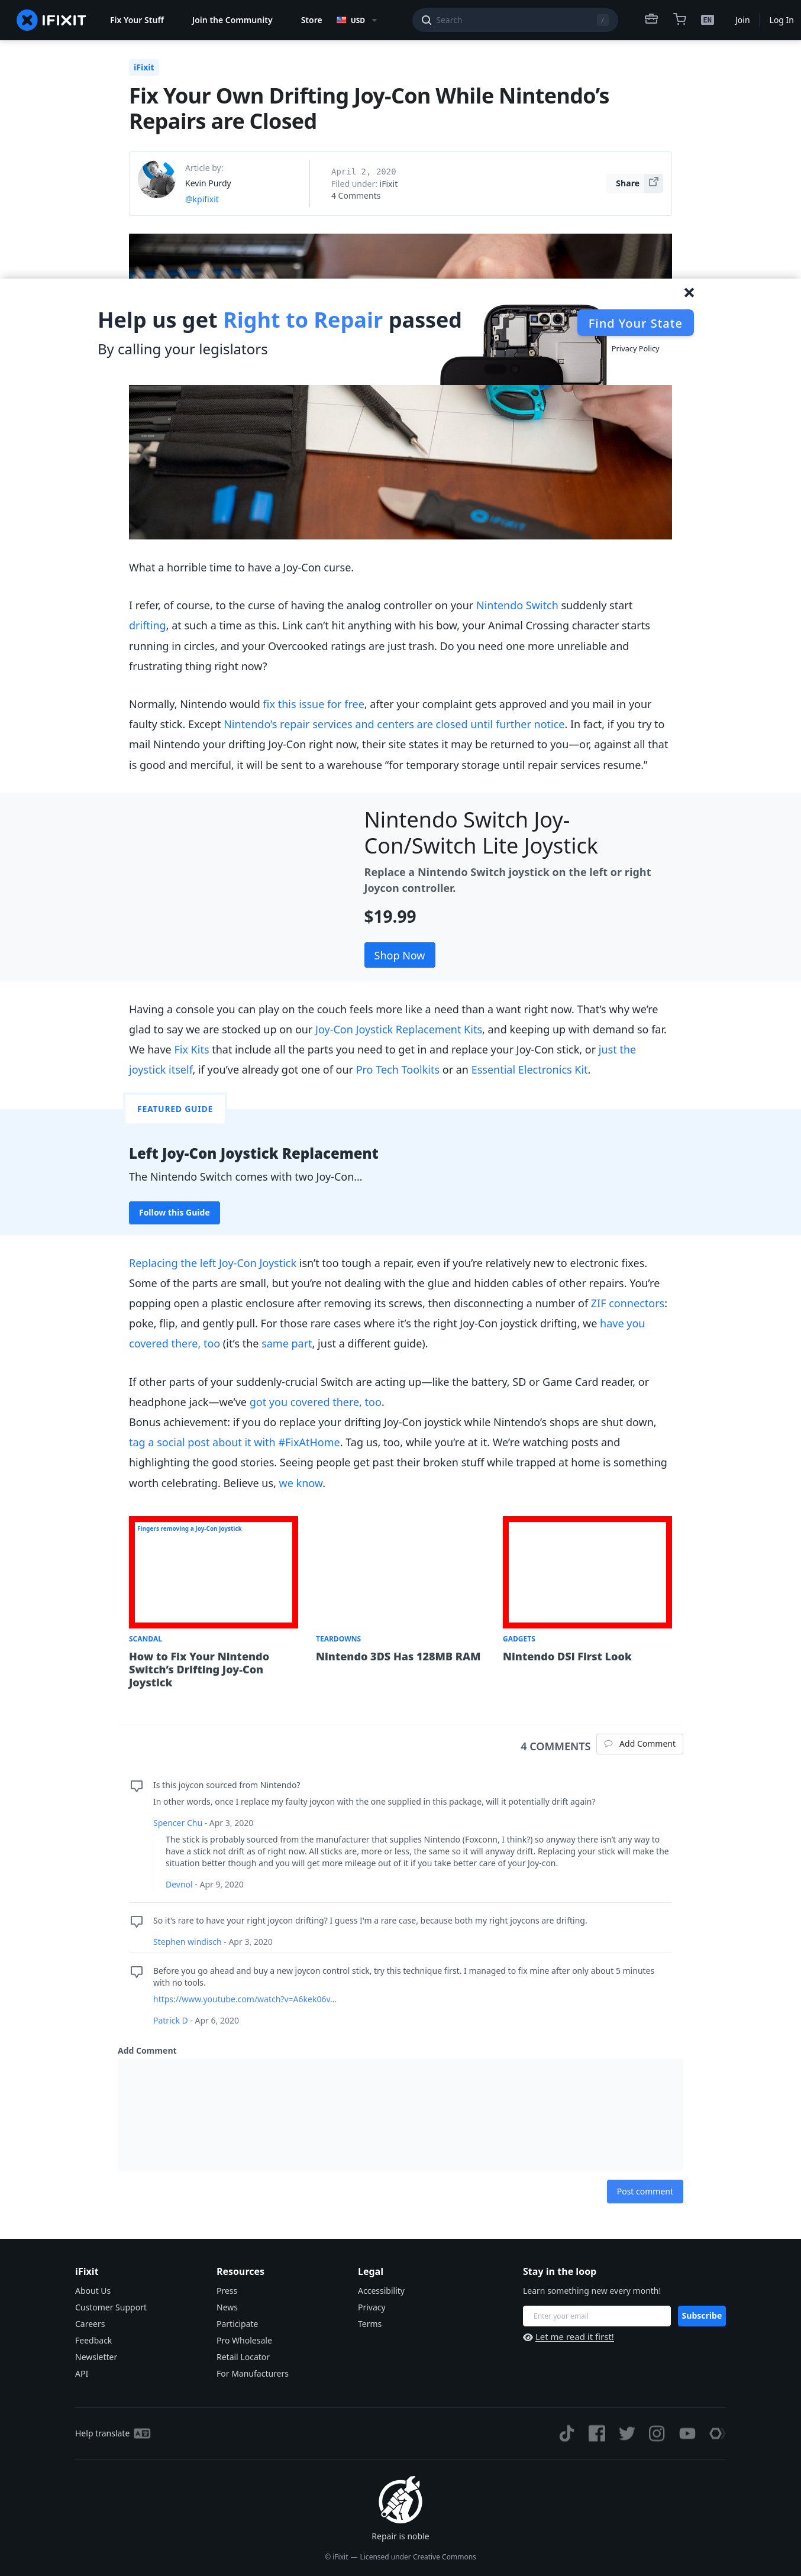 IFIXIT
Fix Your Stuff
Join the Community
Store
USD
Search
/
EN
Join
Log In
iFixit
Fix Your Own Drifting Joy-Con While Nintendo’s
Repairs are Closed
Article by:
Kevin Purdy
@kpifixit
April 2, 2020
Filed under: iFixit
4 Comments
Share
Help us get Right to Repair passed
By calling your legislators
Find Your State
Privacy Policy
IFIXIT
What a horrible time to have a Joy-Con curse.
I refer, of course, to the curse of having the analog controller on your Nintendo Switch suddenly start
drifting, at such a time as this. Link can’t hit anything with his bow, your Animal Crossing character starts
running in circles, and your Overcooked ratings are just trash. Do you need one more unreliable and
frustrating thing right now?
Normally, Nintendo would fix this issue for free, after your complaint gets approved and you mail in your
faulty stick. Except Nintendo’s repair services and centers are closed until further notice. In fact, if you try to
mail Nintendo your drifting Joy-Con right now, their site states it may be returned to you—or, against all that
is good and merciful, it will be sent to a warehouse “for temporary storage until repair services resume.”
Nintendo Switch Joy-
Con/Switch Lite Joystick
Replace a Nintendo Switch joystick on the left or right
Joycon controller.
$19.99
Shop Now
Having a console you can play on the couch feels more like a need than a want right now. That’s why we’re
glad to say we are stocked up on our Joy-Con Joystick Replacement Kits, and keeping up with demand so far.
We have Fix Kits that include all the parts you need to get in and replace your Joy-Con stick, or just the
joystick itself, if you’ve already got one of our Pro Tech Toolkits or an Essential Electronics Kit.
FEATURED GUIDE
Left Joy-Con Joystick Replacement
The Nintendo Switch comes with two Joy-Con…
Follow this Guide
Replacing the left Joy-Con Joystick isn’t too tough a repair, even if you’re relatively new to electronic fixes.
Some of the parts are small, but you’re not dealing with the glue and hidden cables of other repairs. You’re
popping open a plastic enclosure after removing its screws, then disconnecting a number of ZIF connectors:
poke, flip, and gently pull. For those rare cases where it’s the right Joy-Con joystick drifting, we have you
covered there, too (it’s the same part, just a different guide).
If other parts of your suddenly-crucial Switch are acting up—like the battery, SD or Game Card reader, or
headphone jack—we’ve got you covered there, too.
Bonus achievement: if you do replace your drifting Joy-Con joystick while Nintendo’s shops are shut down,
tag a social post about it with #FixAtHome. Tag us, too, while you’re at it. We’re watching posts and
highlighting the good stories. Seeing people get past their broken stuff while trapped at home is something
worth celebrating. Believe us, we know.
Fingers removing a Joy-Con joystick
SCANDAL
How to Fix Your Nintendo
Switch’s Drifting Joy-Con
Joystick
TEARDOWNS
Nintendo 3DS Has 128MB RAM
GADGETS
Nintendo DSi First Look
4 COMMENTS
Add Comment
Is this joycon sourced from Nintendo?
In other words, once I replace my faulty joycon with the one supplied in this package, will it potentially drift again?
Spencer Chu - Apr 3, 2020
The stick is probably sourced from the manufacturer that supplies Nintendo (Foxconn, I think?) so anyway there isn’t any way to
have a stick not drift as of right now. All sticks are, more or less, the same so it will anyway drift. Replacing your stick will make the
situation better though and you will get more mileage out of it if you take better care of your Joy-con.
Devnol - Apr 9, 2020
So it's rare to have your right joycon drifting? I guess I'm a rare case, because both my right joycons are drifting.
Stephen windisch - Apr 3, 2020
Before you go ahead and buy a new joycon control stick, try this technique first. I managed to fix mine after only about 5 minutes
with no tools.
https://www.youtube.com/watch?v=A6kek06v...
Patrick D - Apr 6, 2020
Add Comment
Post comment
iFixit
About Us
Customer Support
Careers
Feedback
Newsletter
API
Resources
Press
News
Participate
Pro Wholesale
Retail Locator
For Manufacturers
Legal
Accessibility
Privacy
Terms
Stay in the loop
Learn something new every month!
Enter your email
Subscribe
Let me read it first!
Help translate
Repair is noble
© iFixit — Licensed under Creative Commons